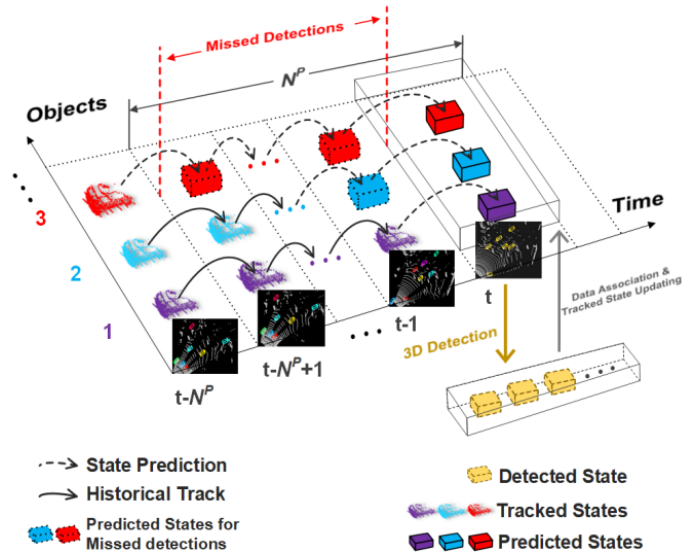 Missed Detections
N^P
Objects
Time
3
2
1
t-N^P
t-N^P+1
t-1
t
3D Detection
Data Association &
Tracked State Updating
State Prediction
Historical Track
Predicted States for
Missed detections
Detected State
Tracked States
Predicted States